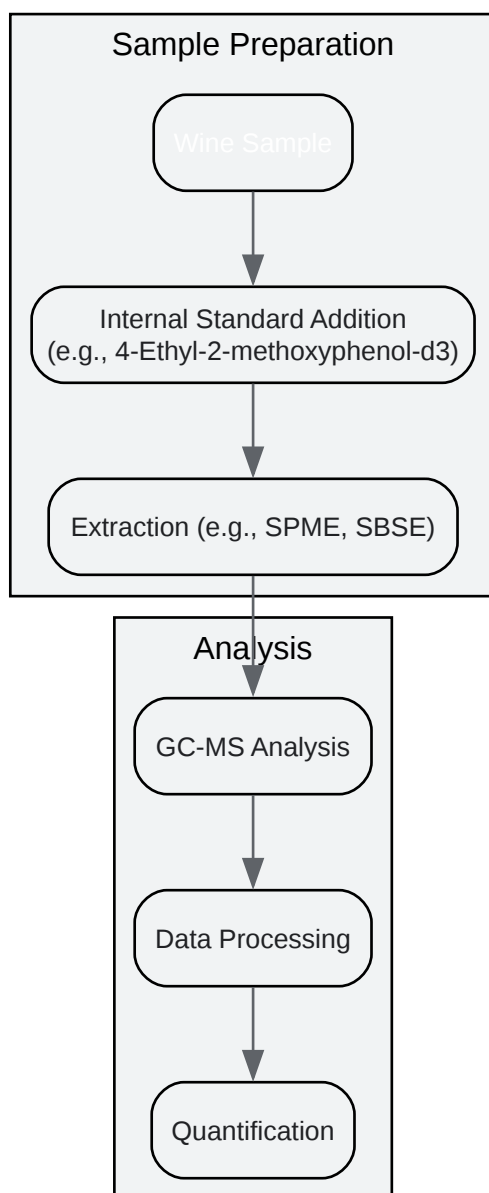 Sample Preparation
Wine Sample
Internal Standard Addition
(e.g., 4-Ethyl-2-methoxyphenol-d3)
Extraction (e.g., SPME, SBSE)
Analysis
GC-MS Analysis
Data Processing
Quantification